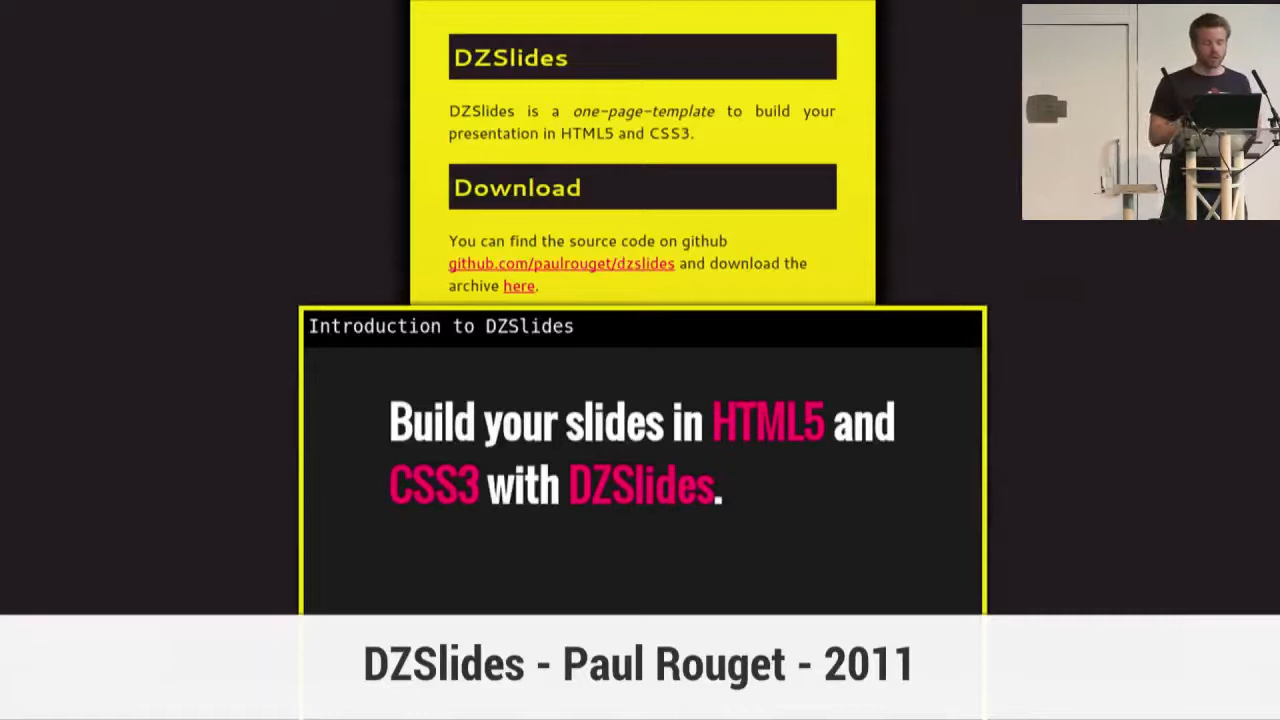 DZSlides
DZSlides is a one-page-template to build your
presentation in HTML5 and CSS3.
Download
You can find the source code on github
github.com/paulrouget/dzslides and download the
archive here.
Introduction to DZSlides
Build your slides in HTML5 and
CSS3 with DZSlides.
DZSlides - Paul Rouget - 2011